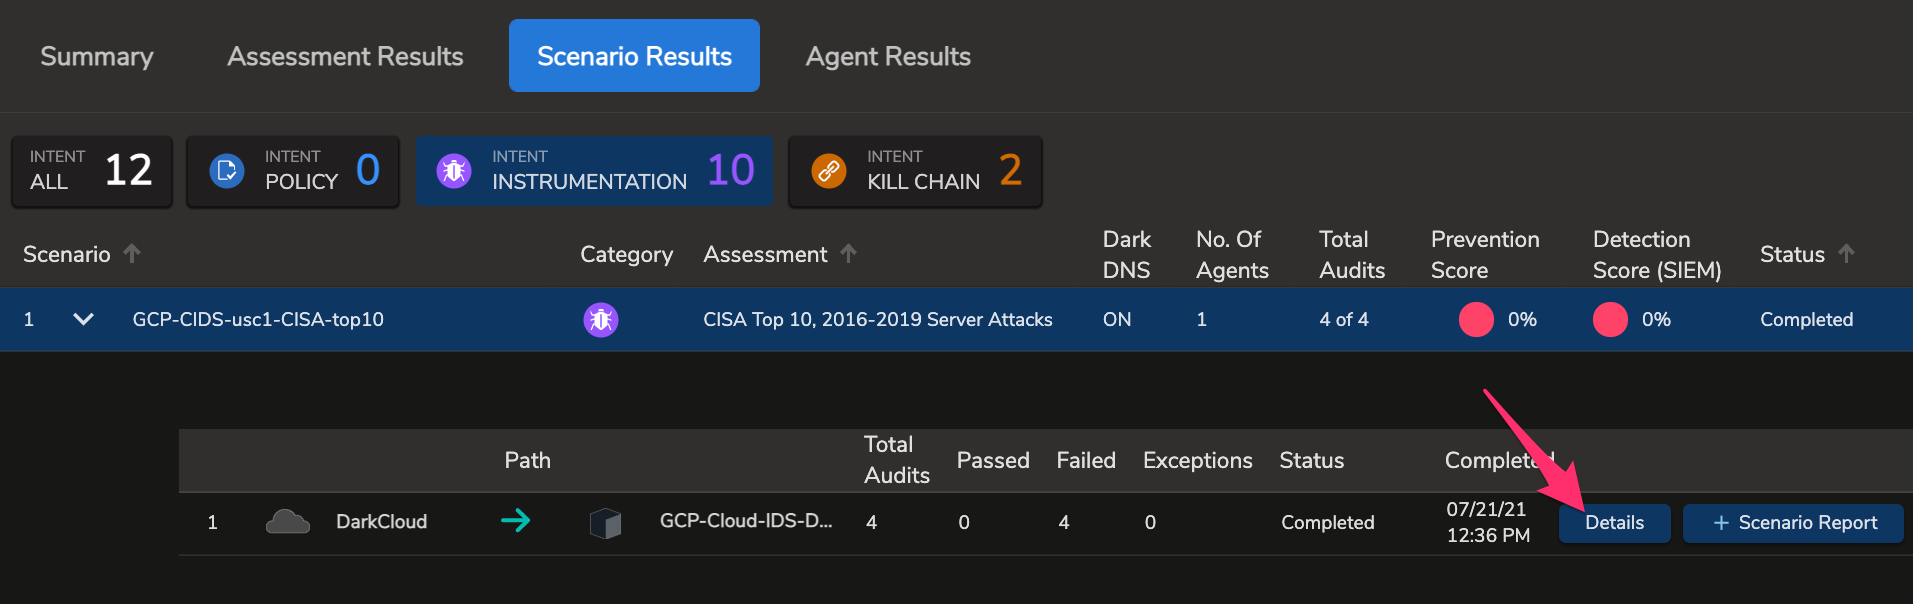 Summary Assessment Results Scenario Results Agent Results
INTENT
ALL 12
INTENT
POLICY 0
INTENT
INSTRUMENTATION 10
INTENT
KILL CHAIN 2
Scenario Category Assessment Dark DNS No. Of Agents Total Audits Prevention Score Detection Score (SIEM) Status
1 GCP-CIDS-usc1-CISA-top10 CISA Top 10, 2016-2019 Server Attacks ON 1 4 of 4 0% 0% Completed
Path Total Audits Passed Failed Exceptions Status Completed
1 DarkCloud GCP-Cloud-IDS-D... 4 0 4 0 Completed 07/21/21 12:36 PM Details + Scenario Report